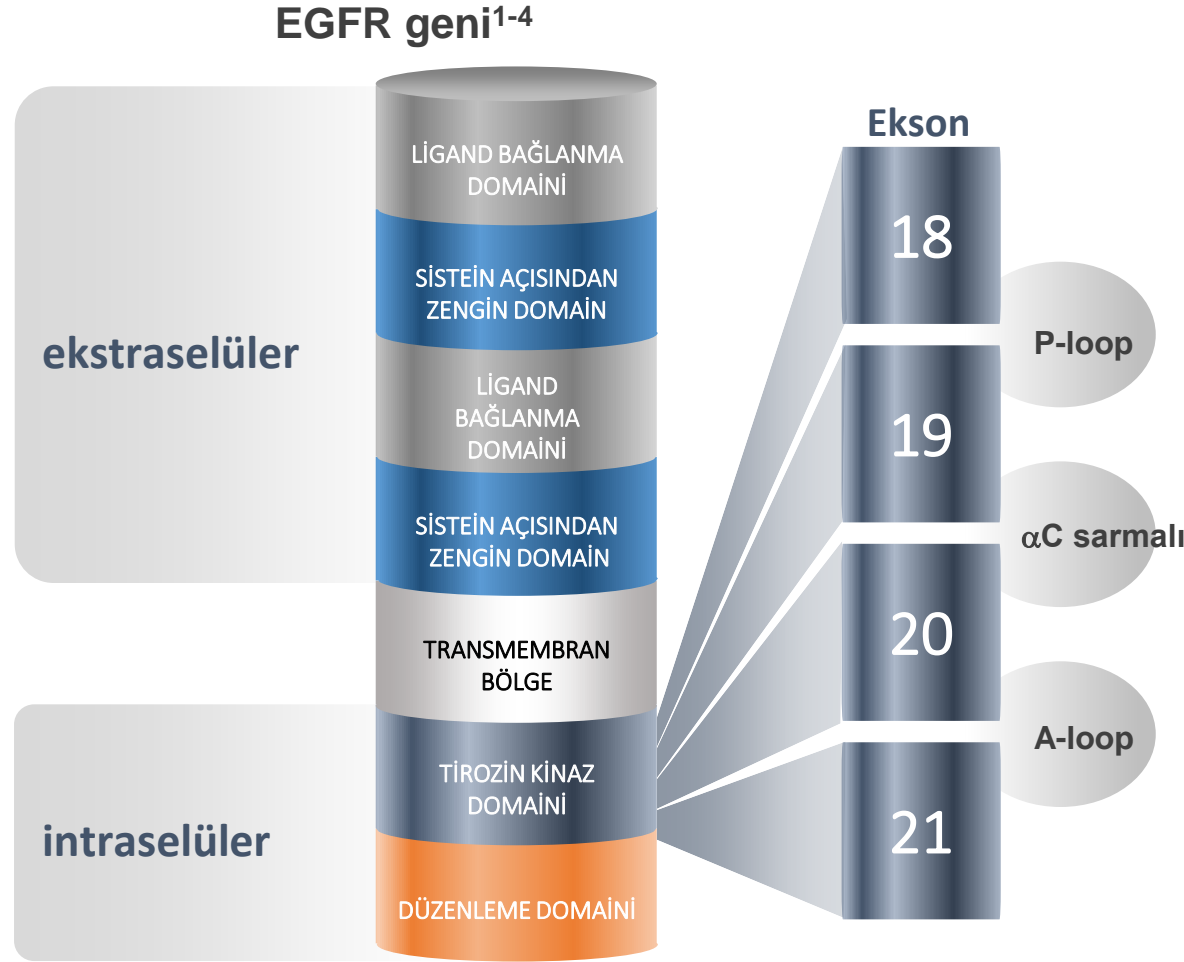 EGFR geni1-4
ekstraselüler
intraselüler
LİGAND BAĞLANMA
DOMAİNİ
SİSTEİN AÇISINDAN
ZENGİN DOMAIN
LİGAND
BAĞLANMA
DOMAİNİ
SİSTEİN AÇISINDAN
ZENGİN DOMAIN
TRANSMEMBRAN
BÖLGE
TİROZİN KİNAZ
DOMAİNİ
DÜZENLEME DOMAİNİ
Ekson
18
19
20
21
P-loop
αC sarmalı
A-loop